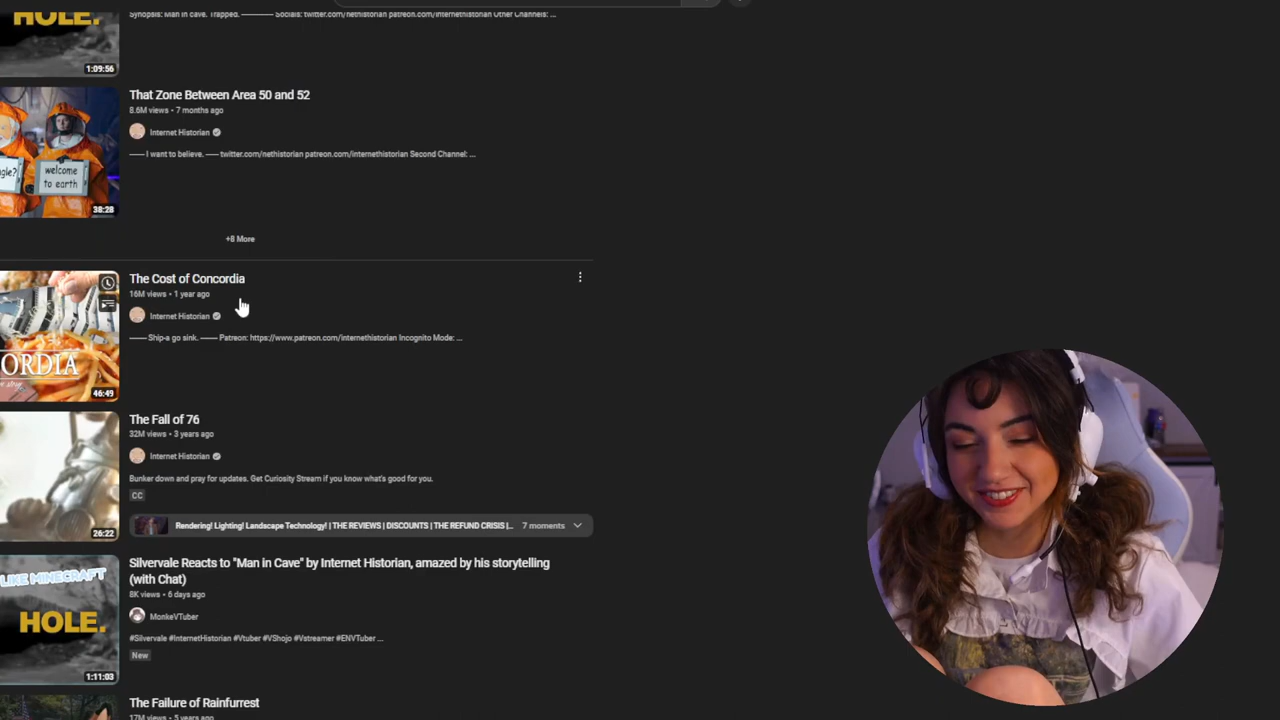 HOLE.
Synopsis: Man in cave. Trapped. ———— Socials: twitter.com/nethistorian patreon.com/internethistorian Other Channels: ...
1:09:56
That Zone Between Area 50 and 52
8.6M views • 7 months ago
Internet Historian
—— I want to believe. —— twitter.com/nethistorian patreon.com/internethistorian Second Channel: ...
gle?
welcome
to earth
38:28
+8 More
The Cost of Concordia
16M views • 1 year ago
Internet Historian
—— Ship-a go sink. —— Patreon: https://www.patreon.com/internethistorian Incognito Mode: ...
ORDIA
46:49
The Fall of 76
32M views • 3 years ago
Internet Historian
Bunker down and pray for updates. Get Curiosity Stream if you know what's good for you.
CC
Rendering! Lighting! Landscape Technology! | THE REVIEWS | DISCOUNTS | THE REFUND CRISIS |... 7 moments
26:22
Silvervale Reacts to "Man in Cave" by Internet Historian, amazed by his storytelling
(with Chat)
8K views • 6 days ago
LIKE MINECRAFT
MonkeVTuber
HOLE.
#Silvervale #InternetHistorian #Vtuber #VShojo #Vstreamer #ENVTuber ...
New
1:11:03
The Failure of Rainfurrest
17M views • 5 years ago